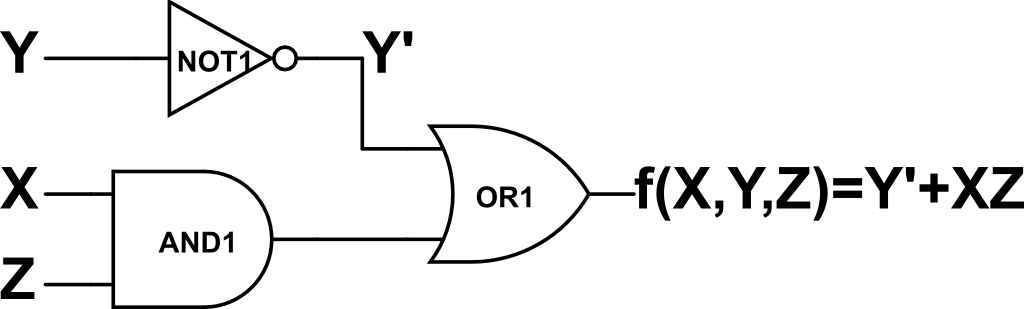 Y
NOT1
Y'
X
AND1
Z
OR1
f(X,Y,Z)=Y'+XZ